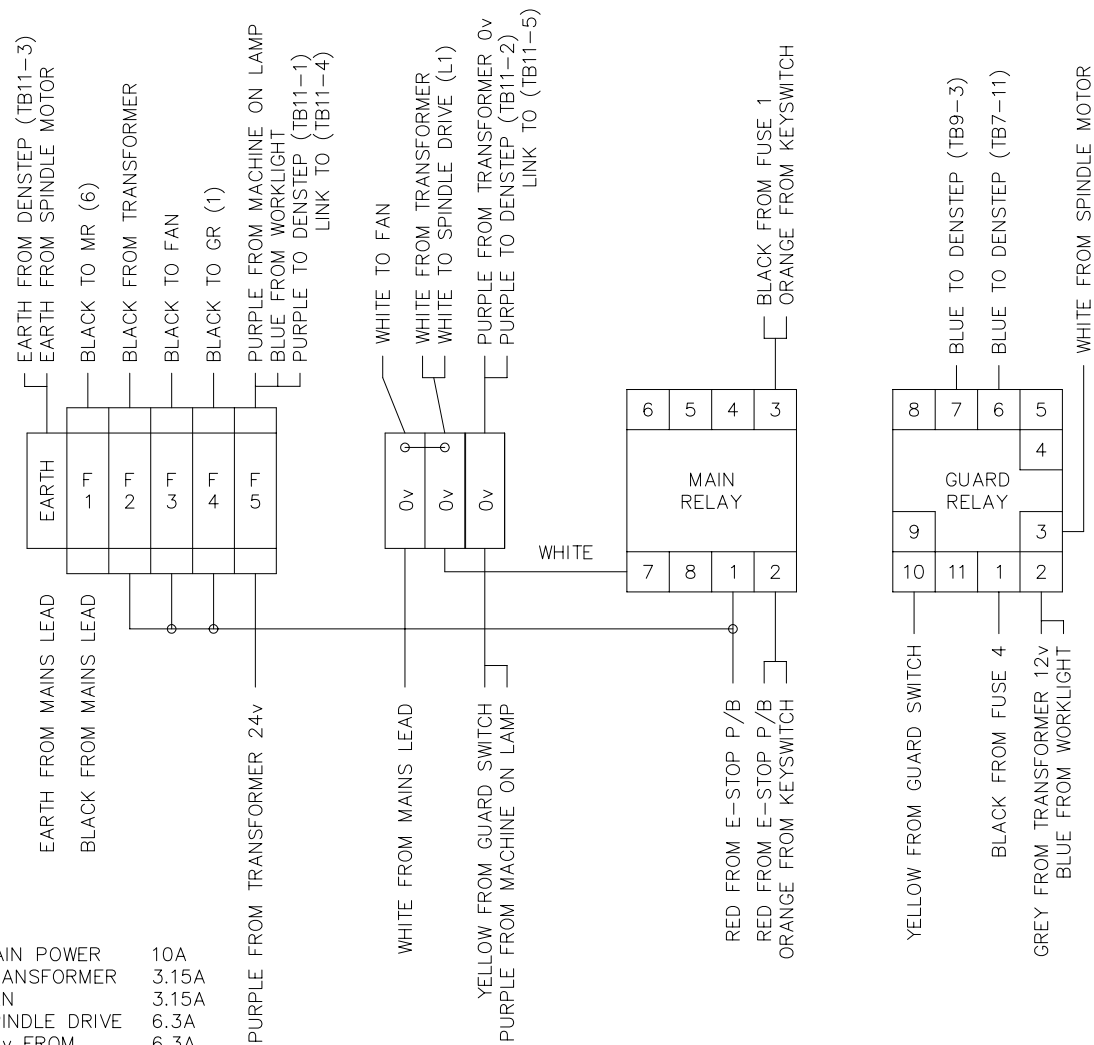 EARTH FROM DENSTEP (TB11-3)
EARTH FROM SPINDLE MOTOR
BLACK TO MR (6)
BLACK FROM TRANSFORMER
BLACK TO FAN
BLACK TO GR (1)
PURPLE FROM MACHINE ON LAMP
BLUE FROM WORKLIGHT
PURPLE TO DENSTEP (TB11-1)
LINK TO (TB11-4)
EARTH
F 1
F 2
F 3
F 4
F 5
EARTH FROM MAINS LEAD
BLACK FROM MAINS LEAD
PURPLE FROM TRANSFORMER 24v
WHITE TO FAN
WHITE FROM TRANSFORMER
WHITE TO SPINDLE DRIVE (L1)
PURPLE FROM TRANSFORMER 0v
PURPLE TO DENSTEP (TB11-2)
LINK TO (TB11-5)
0v
0v
0v
WHITE
WHITE FROM MAINS LEAD
YELLOW FROM GUARD SWITCH
PURPLE FROM MACHINE ON LAMP
BLACK FROM FUSE 1
ORANGE FROM KEYSWITCH
6 5 4 3
MAIN
RELAY
7 8 1 2
RED FROM E-STOP P/B
RED FROM E-STOP P/B
ORANGE FROM KEYSWITCH
BLUE TO DENSTEP (TB9-3)
BLUE TO DENSTEP (TB7-11)
WHITE FROM SPINDLE MOTOR
8 7 6 5
4
GUARD
RELAY
9 3
10 11 1 2
YELLOW FROM GUARD SWITCH
BLACK FROM FUSE 4
GREY FROM TRANSFORMER 12v
BLUE FROM WORKLIGHT
AIN POWER 10A
RANSFORMER 3.15A
N 3.15A
PINDLE DRIVE 6.3A
v FROM 6.3A